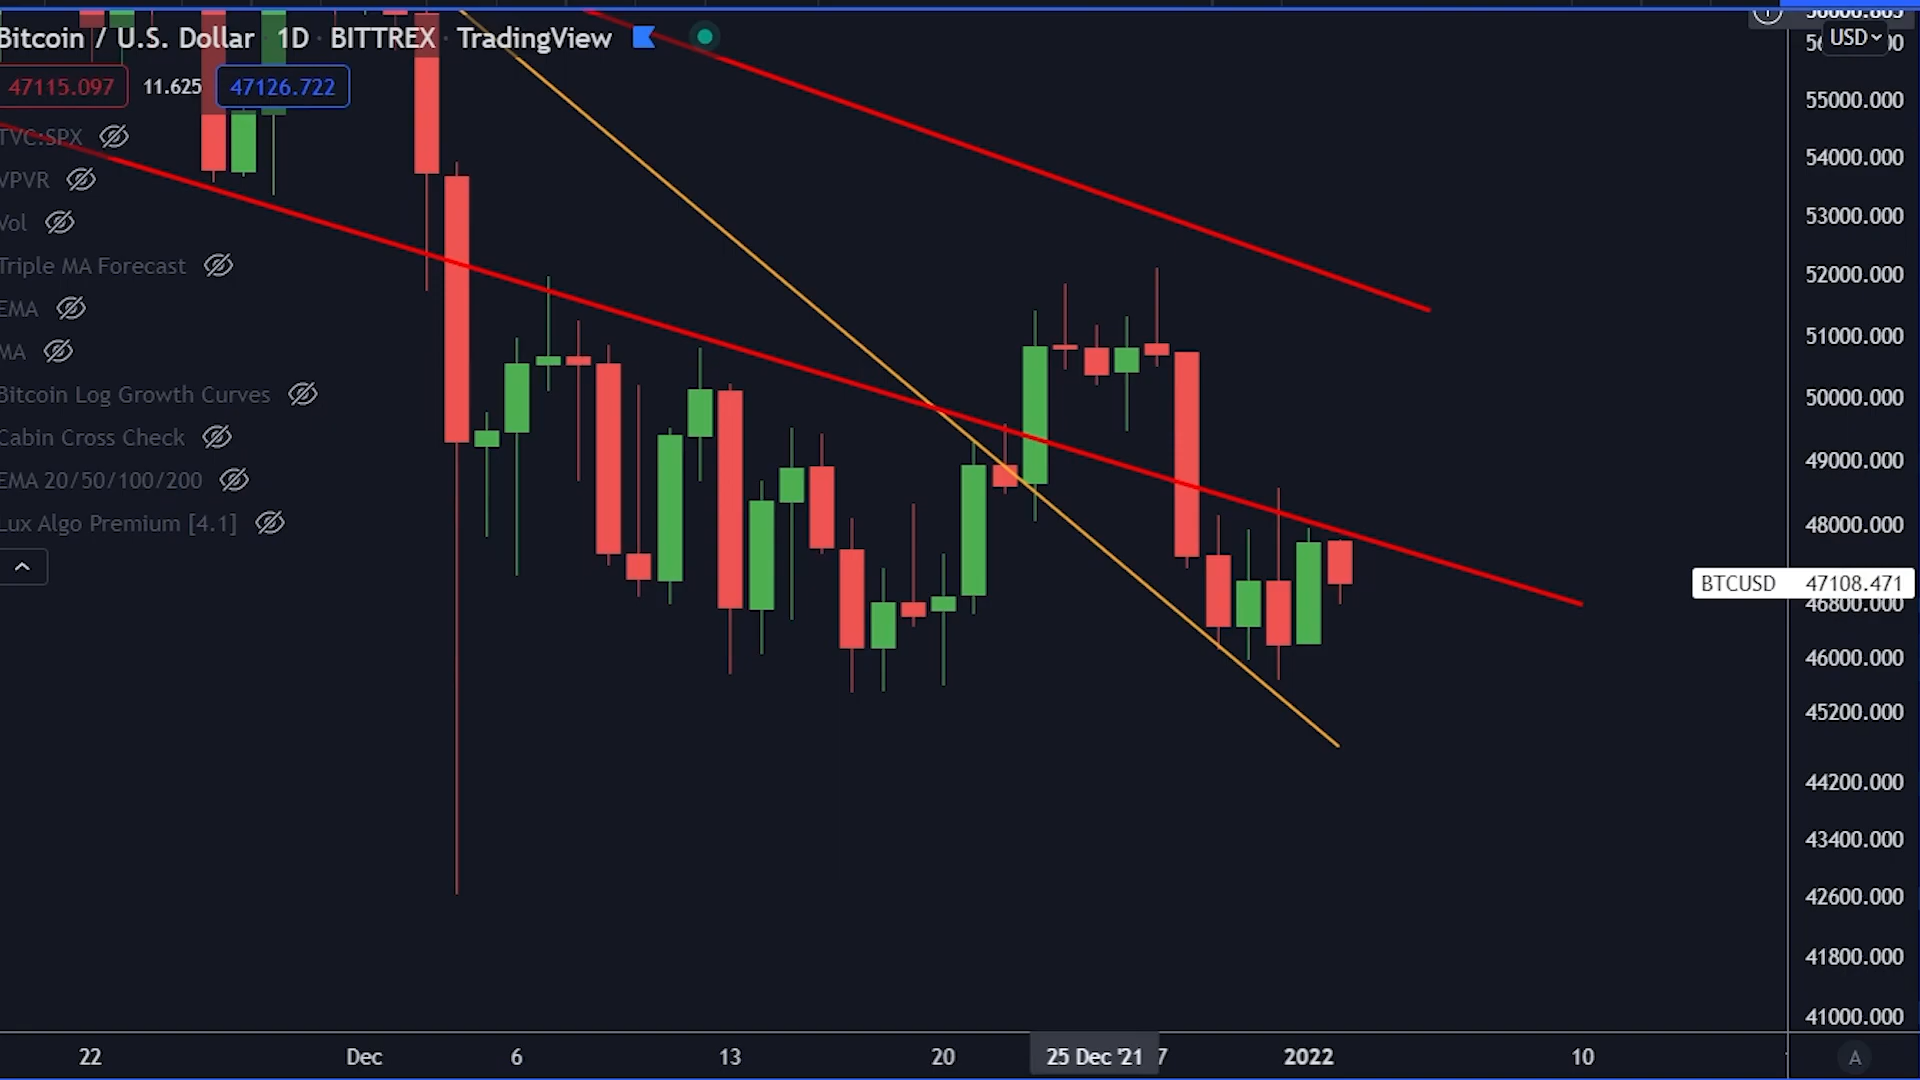 Bitcoin / U.S. Dollar · 1D · BITTREX · TradingView
USD
47115.097 11.625 47126.722
TVC:SPX
VPVR
Vol
Triple MA Forecast
EMA
MA
Bitcoin Log Growth Curves
Cabin Cross Check
EMA 20/50/100/200
Lux Algo Premium [4.1]
55000.000
54000.000
53000.000
52000.000
51000.000
50000.000
49000.000
48000.000
BTCUSD 47108.471
46800.000
46000.000
45200.000
44200.000
43400.000
42600.000
41800.000
41000.000
22 Dec 6 13 20 25 Dec '21 7 2022 10 A